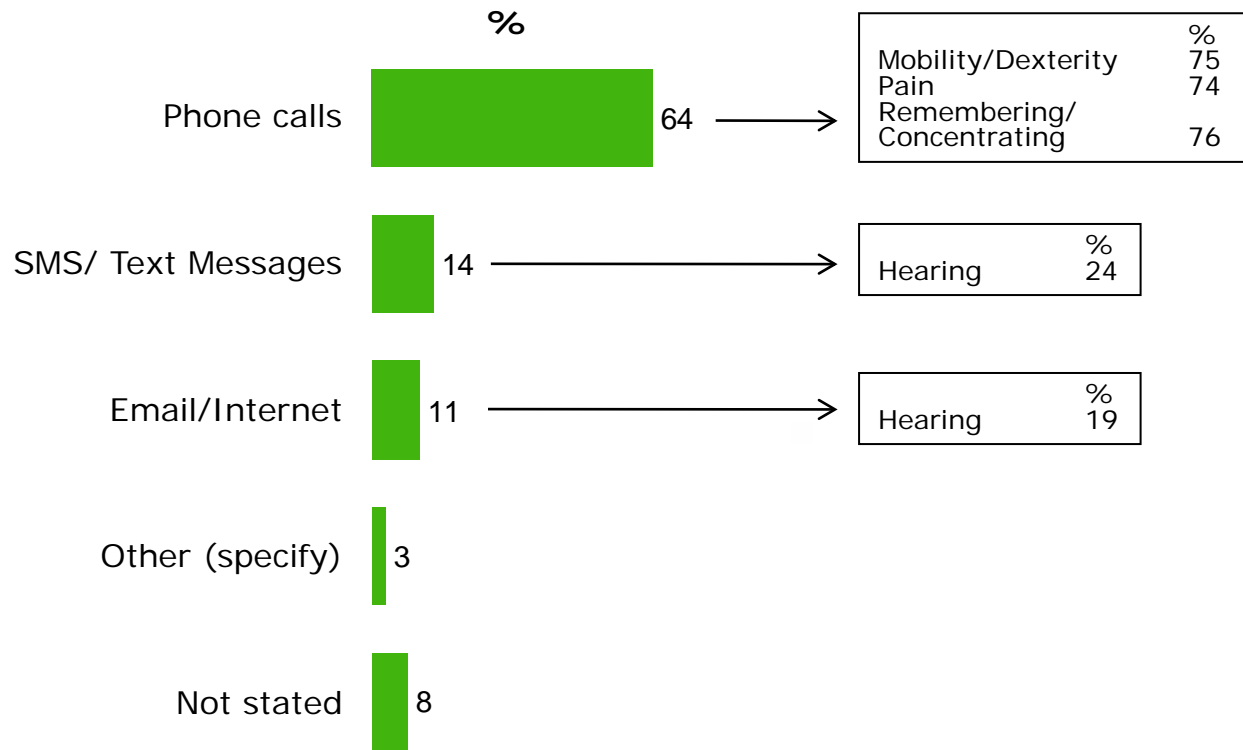 %
Phone calls 64
%
Mobility/Dexterity 75
Pain 74
Remembering/
Concentrating 76
SMS/ Text Messages 14
%
Hearing 24
Email/Internet 11
%
Hearing 19
Other (specify) 3
Not stated 8